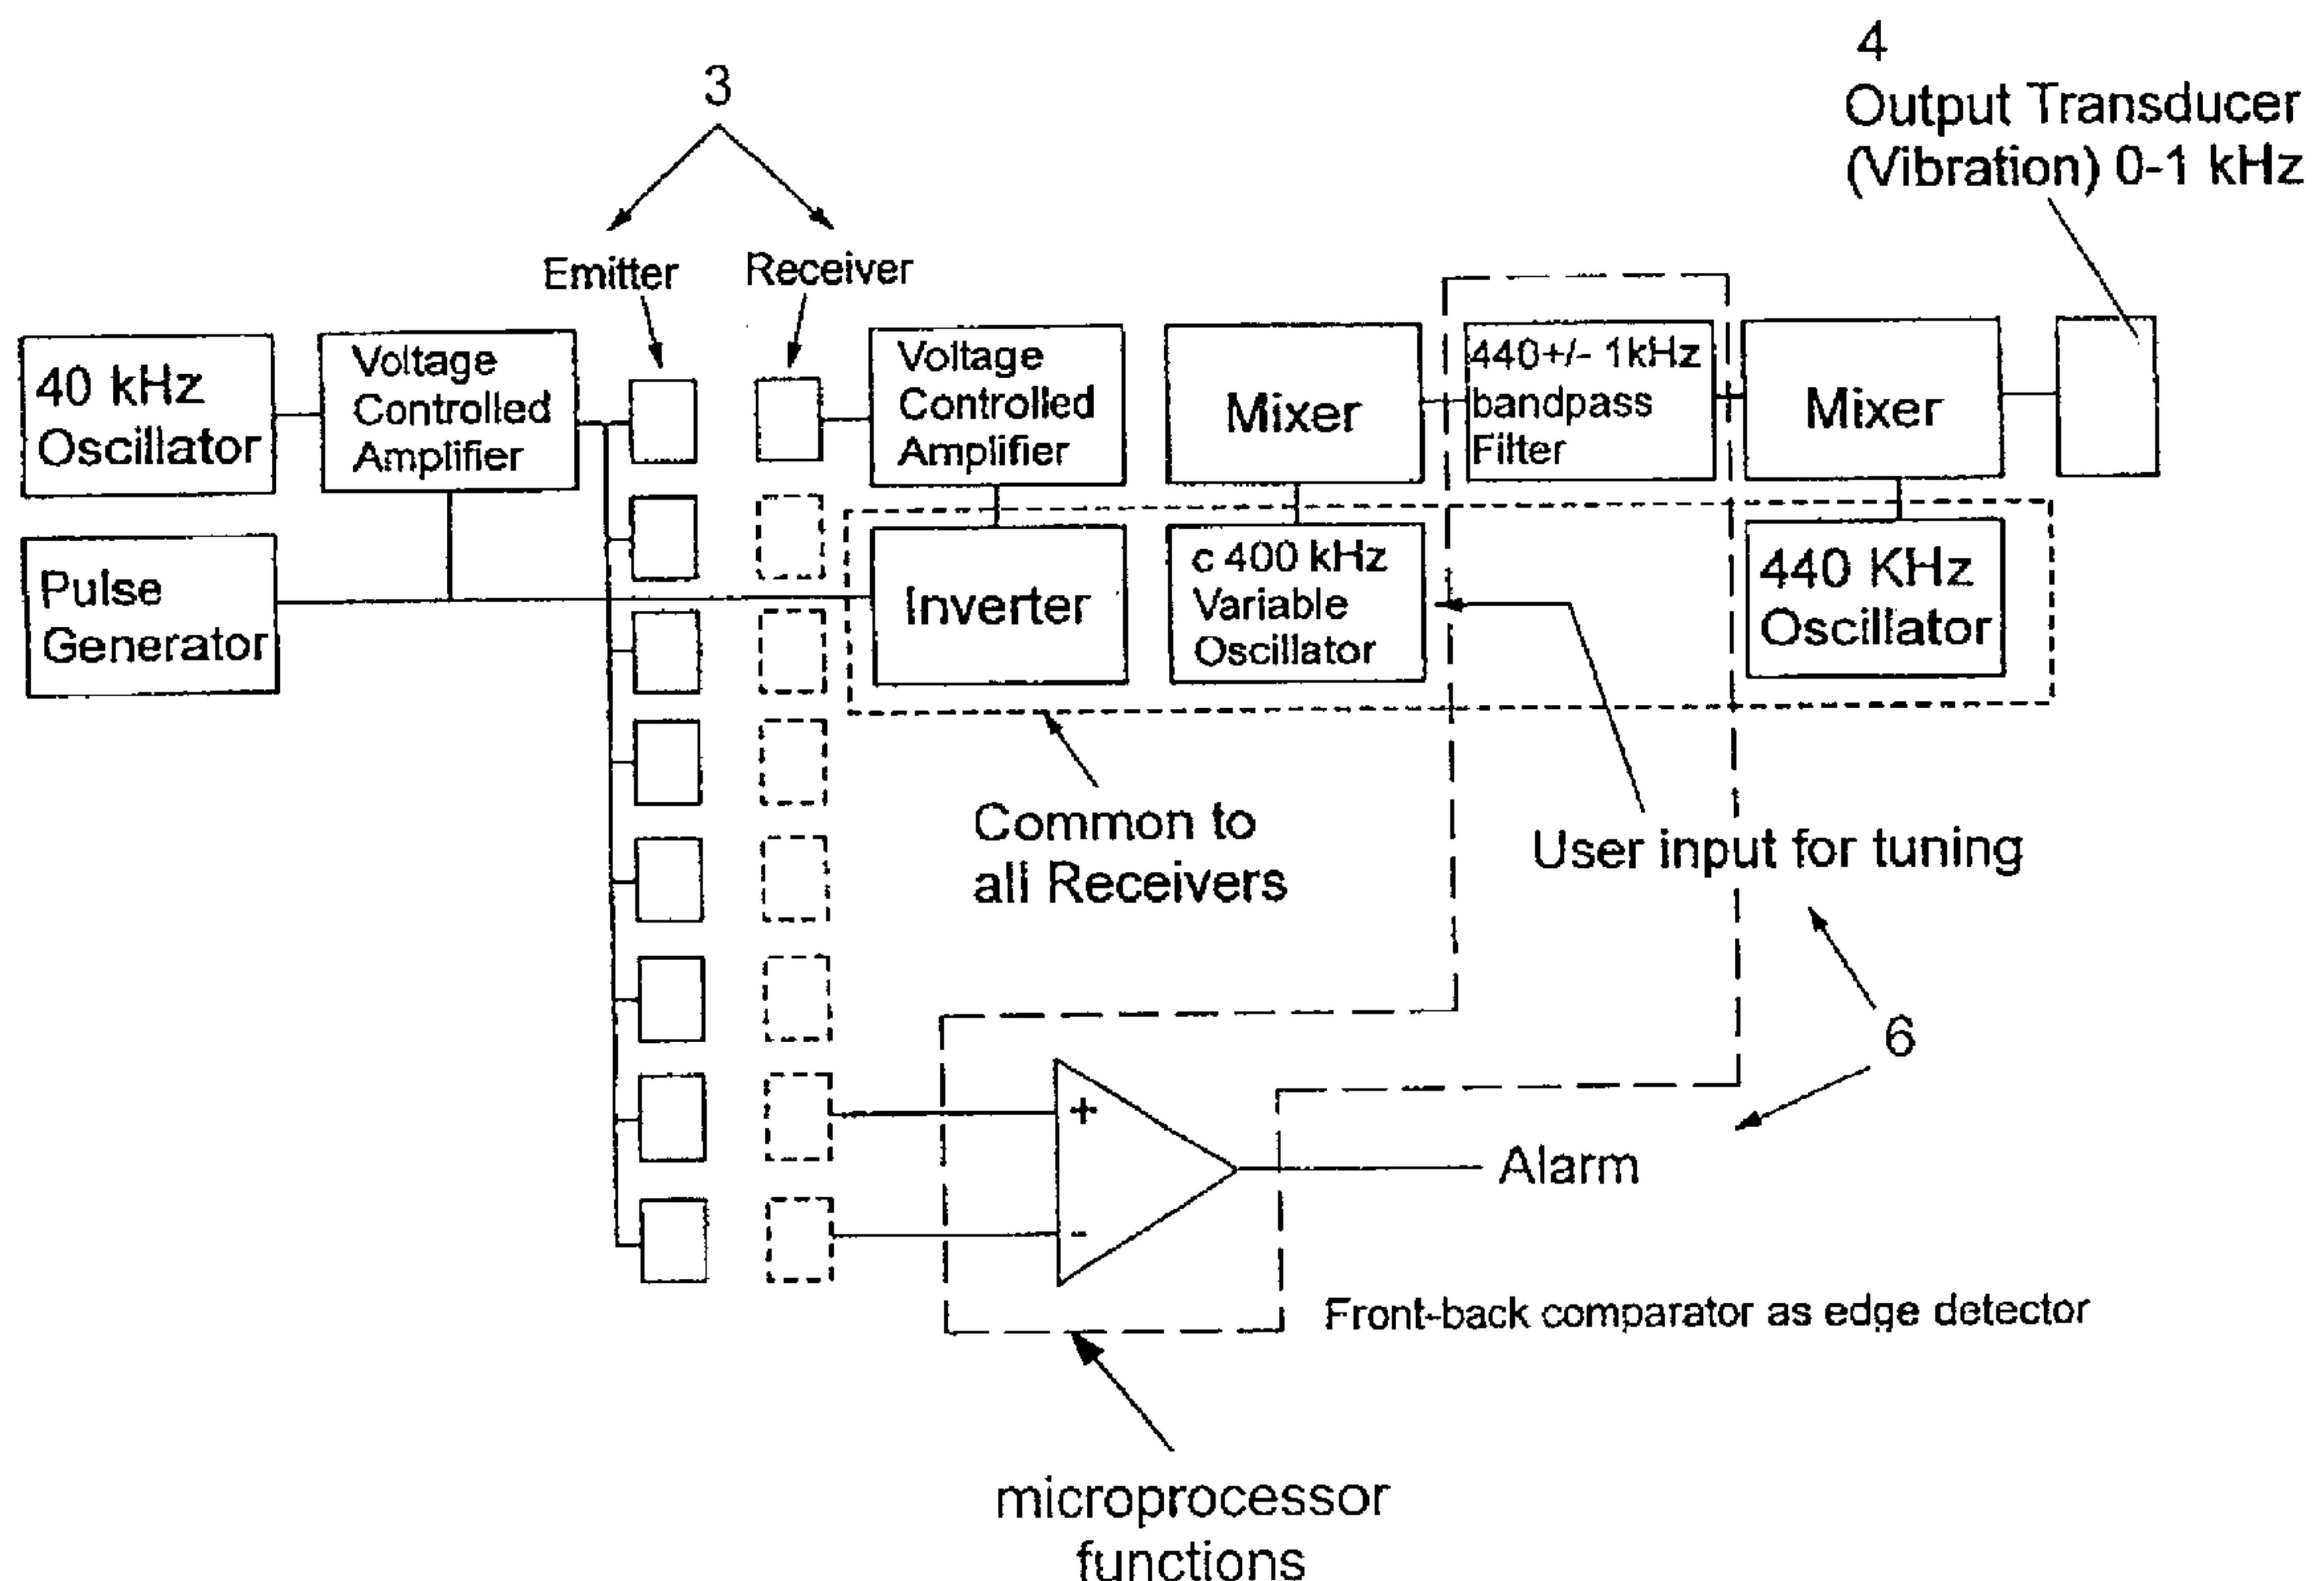 3
4
Output Transducer
(Vibration) 0-1 kHz
Emitter
Receiver
40 kHz
Oscillator
Voltage
Controlled
Amplifier
Voltage
Controlled
Amplifier
Mixer
440+/- 1kHz
bandpass
Filter
Mixer
Pulse
Generator
Inverter
c 400 kHz
Variable
Oscillator
440 KHz
Oscillator
Common to
all Receivers
User input for tuning
6
+
-
Alarm
Front-back comparator as edge detector
microprocessor
functions